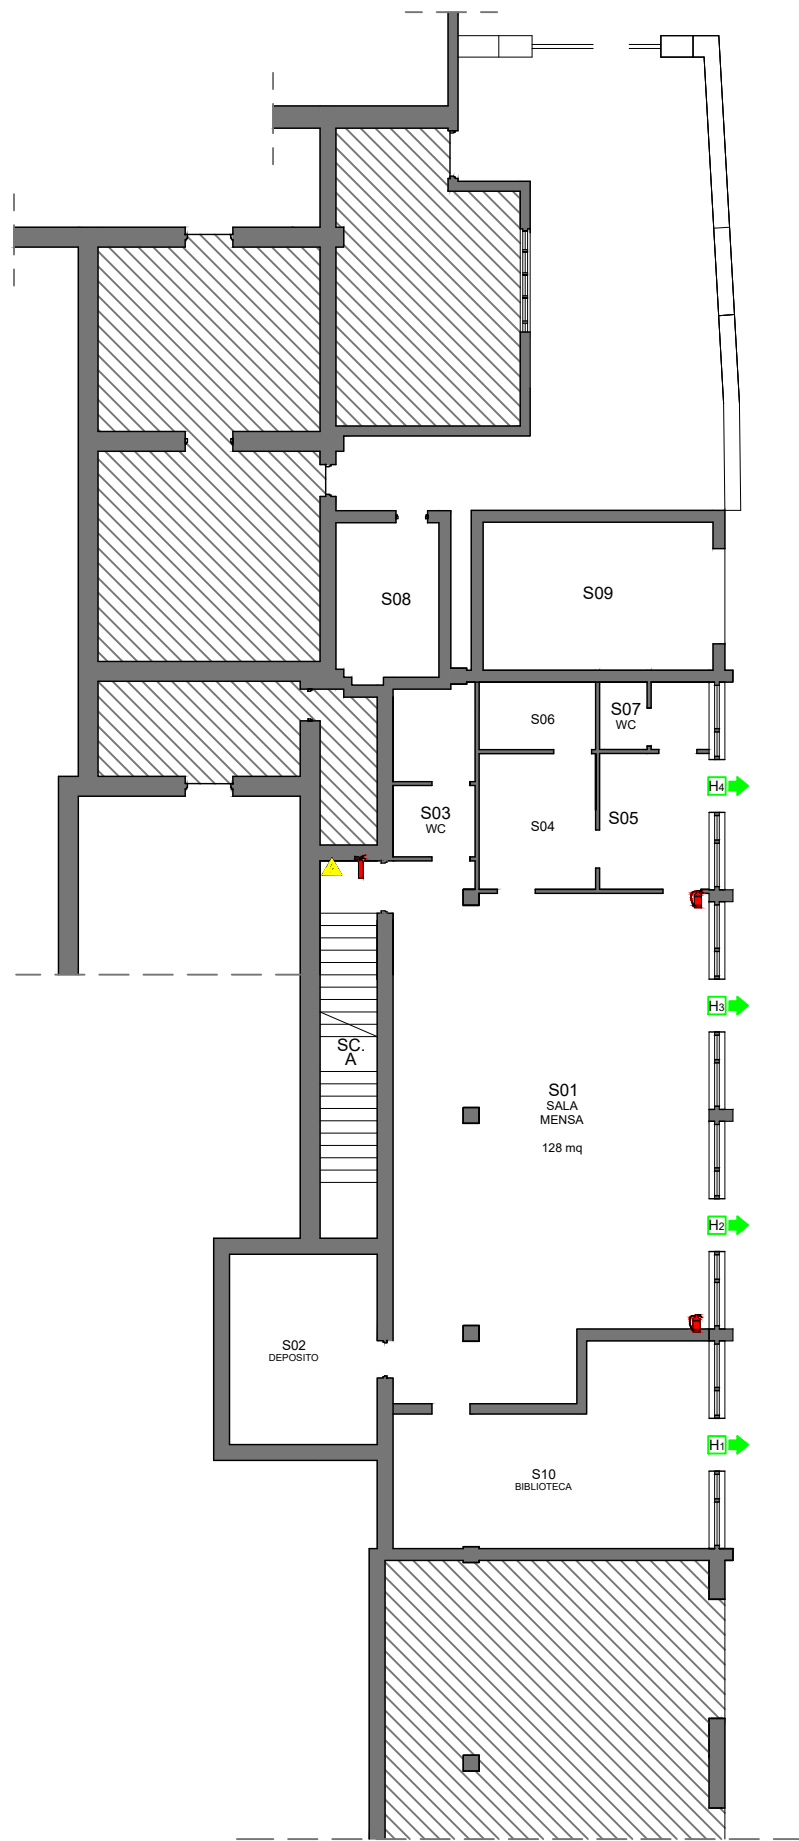 S08
S09
S07
WC
S06
H4
S03
WC
S04
S05
H3
SC.
A
S01
SALA
MENSA
128 mq
H2
S02
DEPOSITO
H1
S10
BIBLIOTECA